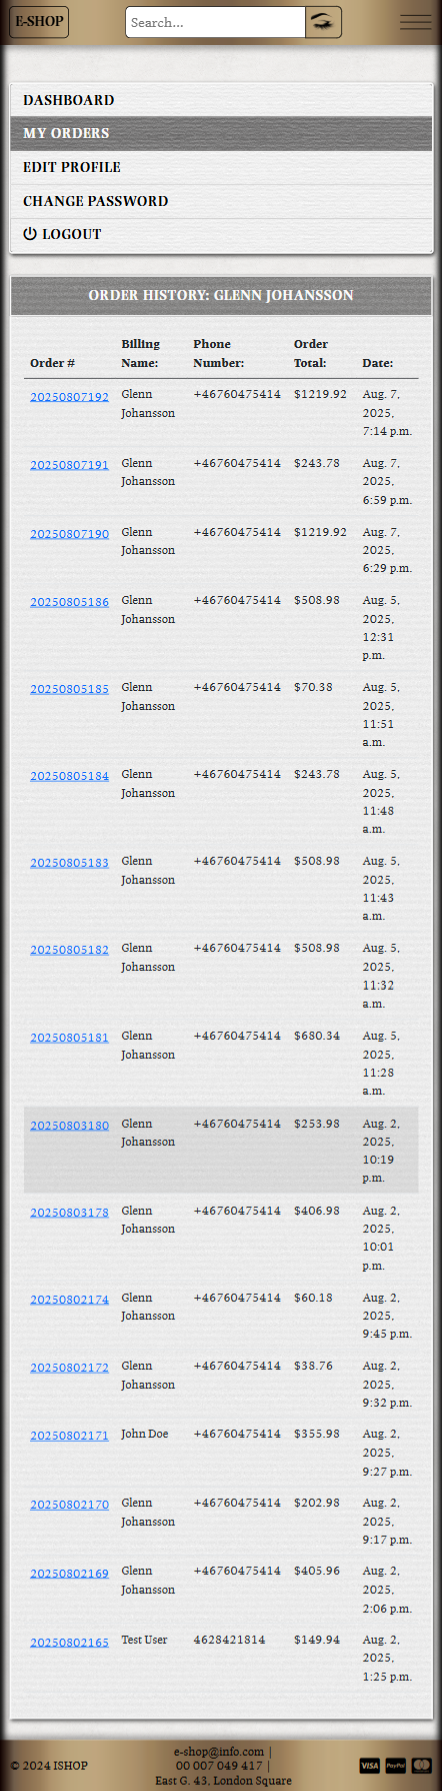 E-SHOP Search...
DASHBOARD
MY ORDERS
EDIT PROFILE
CHANGE PASSWORD
LOGOUT
ORDER HISTORY: GLENN JOHANSSON
Billing Phone Order
Order # Name: Number: Total: Date:
20250807192 Glenn +46760475414 $1219.92 Aug. 7,
Johansson 2025,
7:14 p.m.
20250807191 Glenn +46760475414 $243.78 Aug. 7,
Johansson 2025,
6:59 p.m.
20250807190 Glenn +46760475414 $1219.92 Aug. 7,
Johansson 2025,
6:29 p.m.
20250805186 Glenn +46760475414 $508.98 Aug. 5,
Johansson 2025,
12:31
p.m.
20250805185 Glenn +46760475414 $70.38 Aug. 5,
Johansson 2025,
11:51
a.m.
20250805184 Glenn +46760475414 $243.78 Aug. 5,
Johansson 2025,
11:48
a.m.
20250805183 Glenn +46760475414 $508.98 Aug. 5,
Johansson 2025,
11:43
a.m.
20250805182 Glenn +46760475414 $508.98 Aug. 5,
Johansson 2025,
11:32
a.m.
20250805181 Glenn +46760475414 $680.34 Aug. 5,
Johansson 2025,
11:28
a.m.
20250803180 Glenn +46760475414 $253.98 Aug. 2,
Johansson 2025,
10:19
p.m.
20250803178 Glenn +46760475414 $406.98 Aug. 2,
Johansson 2025,
10:01
p.m.
20250802174 Glenn +46760475414 $60.18 Aug. 2,
Johansson 2025,
9:45 p.m.
20250802172 Glenn +46760475414 $38.76 Aug. 2,
Johansson 2025,
9:32 p.m.
20250802171 John Doe +46760475414 $355.98 Aug. 2,
2025,
9:27 p.m.
20250802170 Glenn +46760475414 $202.98 Aug. 2,
Johansson 2025,
9:17 p.m.
20250802169 Glenn +46760475414 $405.96 Aug. 2,
Johansson 2025,
2:06 p.m.
20250802165 Test User 4628421814 $149.94 Aug. 2,
2025,
1:25 p.m.
e-shop@info.com |
© 2024 ISHOP 00 007 049 417 | VISA PayPal
East G. 43, London Square